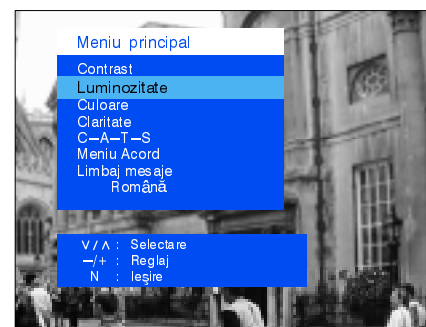 Meniu principal
Contrast
Luminozitate
Culoare
Claritate
C—A—T—S
Meniu Acord
Limbaj mesaje
Română
∨/∧ : Selectare
—/+ : Reglaj
N : Ieşire